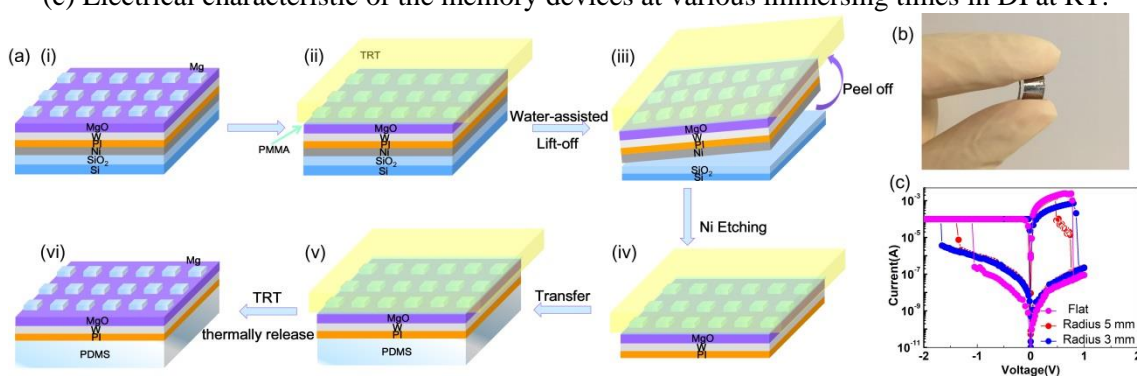 (e) Electrical characteristic of the memory devices at various immersing times in DI at RT.
(a) (i) Mg
MgO
W
PI
Ni
SiO2
Si
(ii) TRT
PMMA
MgO
W
PI
Ni
SiO2
Si
Water-assisted
Lift-off
(iii)
Peel off
MgO
W
PI
Ni
SiO2
Si
Ni Etching
(iv)
MgO
W
PI
Transfer
(v)
MgO
W
PI
PDMS
TRT
thermally release
(vi) Mg
MgO
W
PI
PDMS
(b)
(c)
Current(A)
10-3
10-5
10-7
10-9
10-11
Flat
Radius 5 mm
Radius 3 mm
-2 -1 0 1 2
Voltage(V)